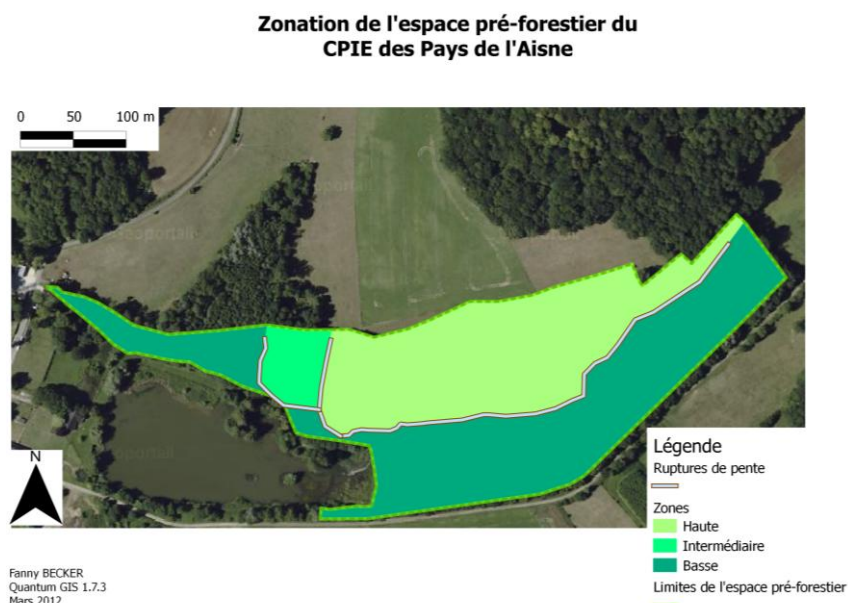 Zonation de l'espace pré-forestier du
CPIE des Pays de l'Aisne
0 50 100 m
N
Légende
Ruptures de pente
Zones
Haute
Intermédiaire
Basse
Limites de l'espace pré-forestier
Fanny BECKER
Quantum GIS 1.7.3
Mars 2012